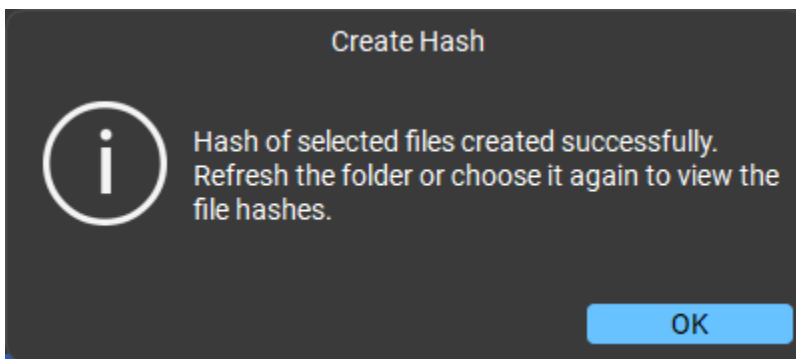 Create Hash
Hash of selected files created successfully.
Refresh the folder or choose it again to view the
file hashes.
OK